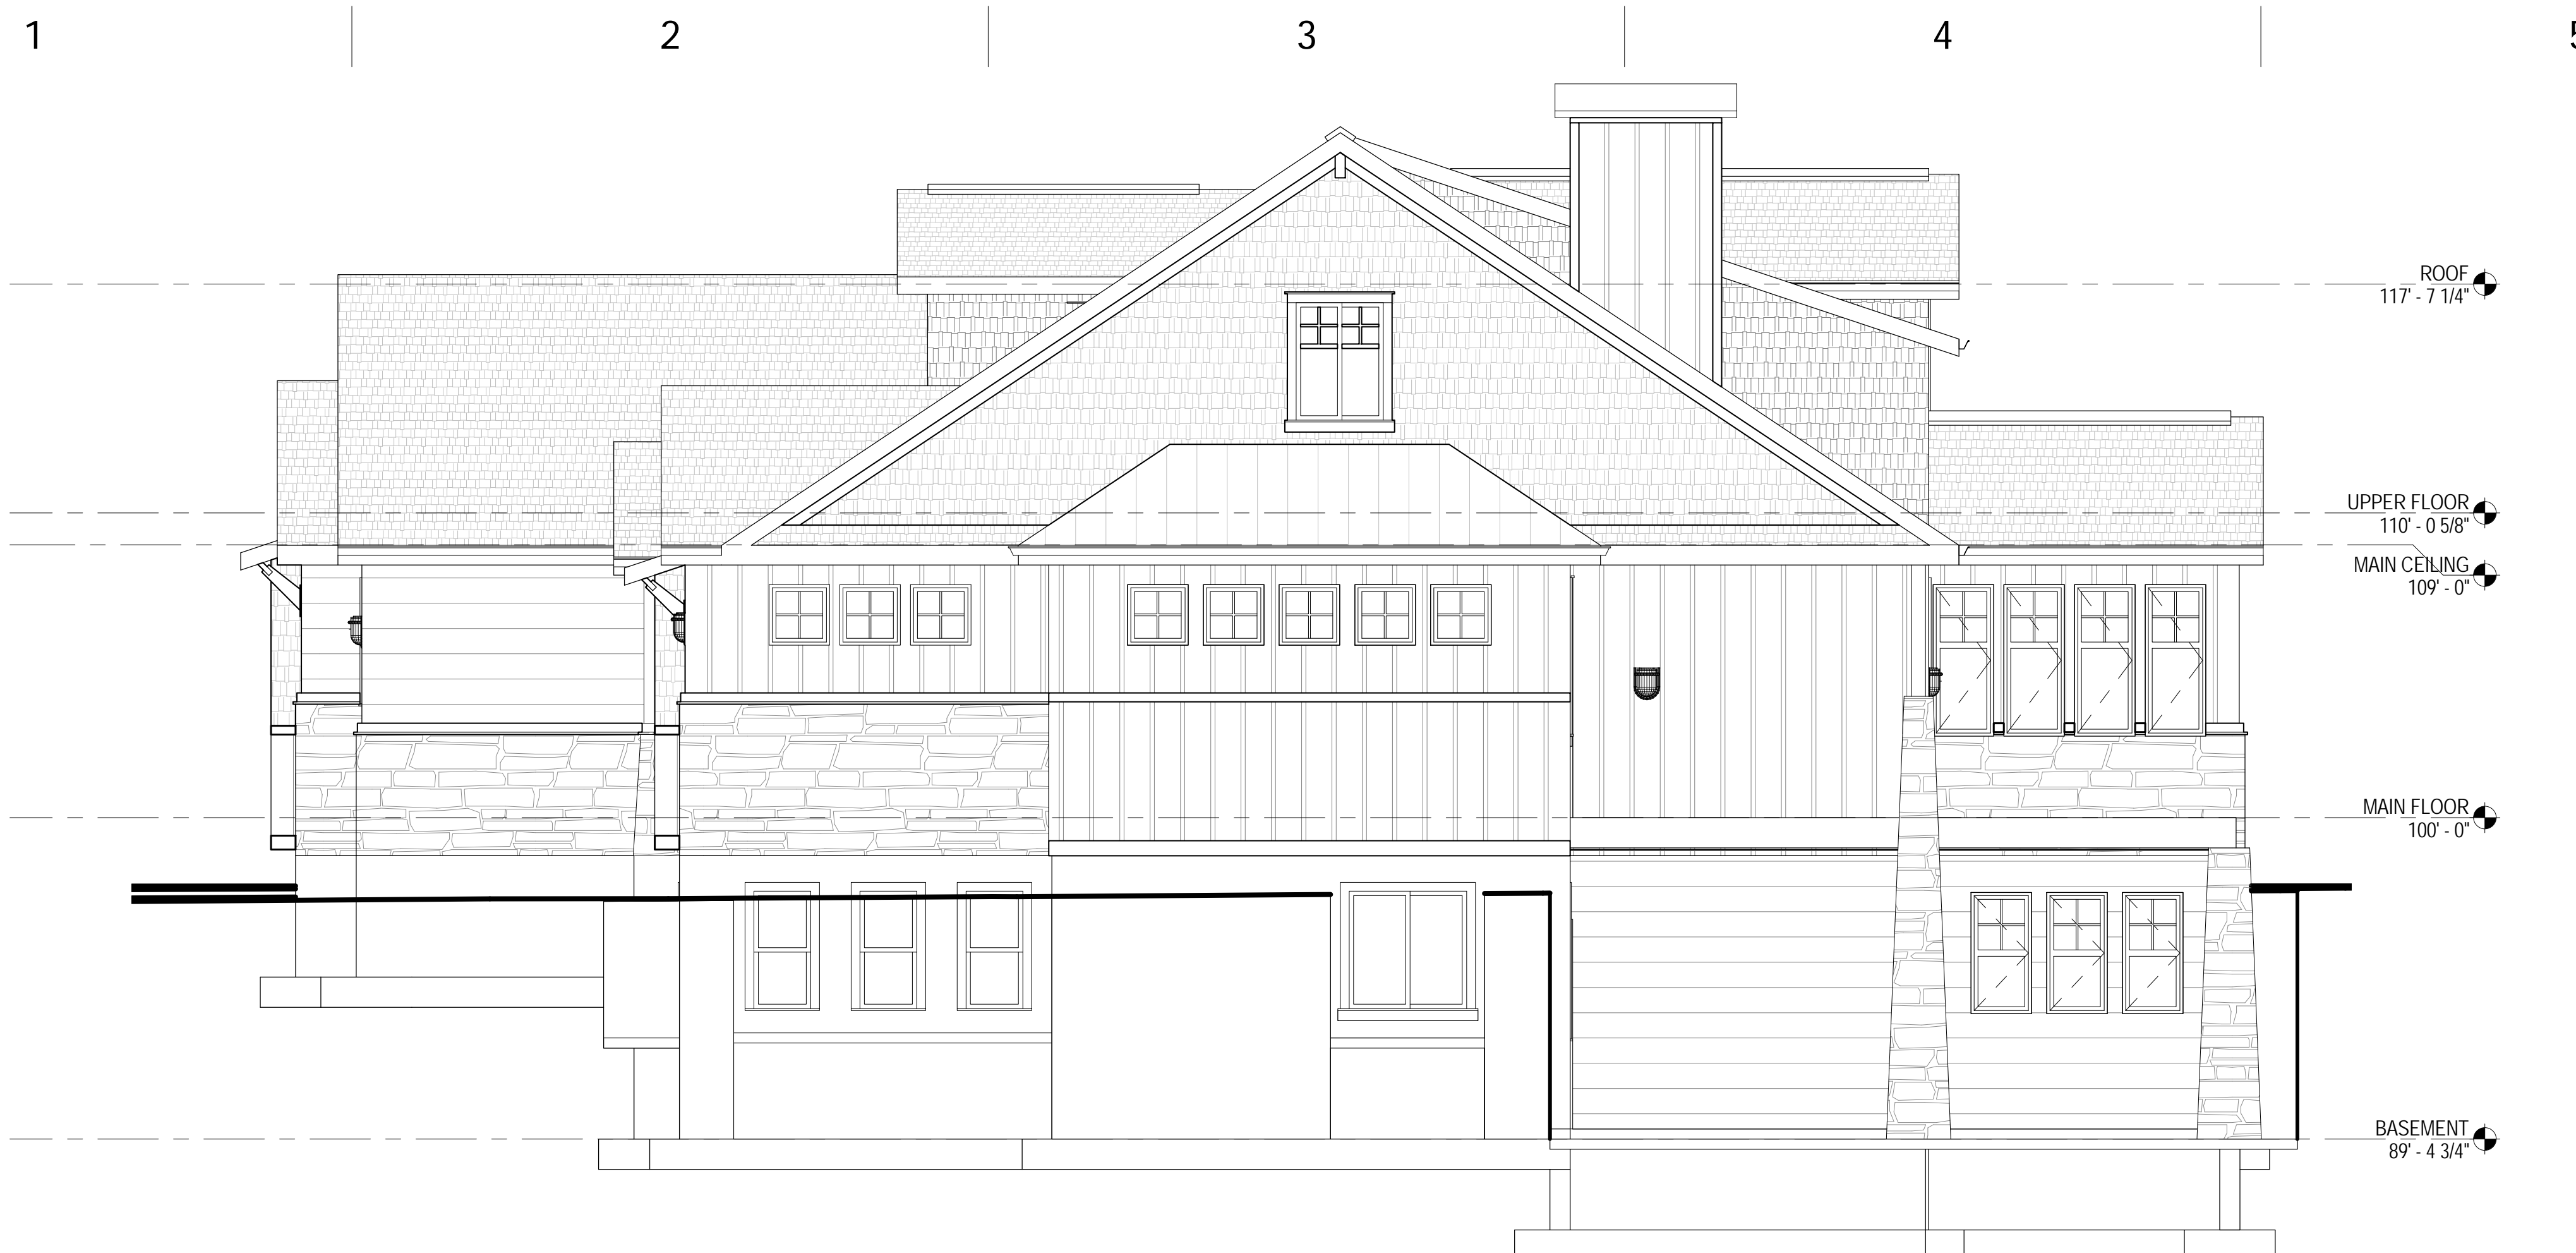 1 2 3 4 5
ROOF
117' - 7 1/4"
UPPER FLOOR
110' - 0 5/8"
MAIN CEILING
109' - 0"
MAIN FLOOR
100' - 0"
BASEMENT
89' - 4 3/4"